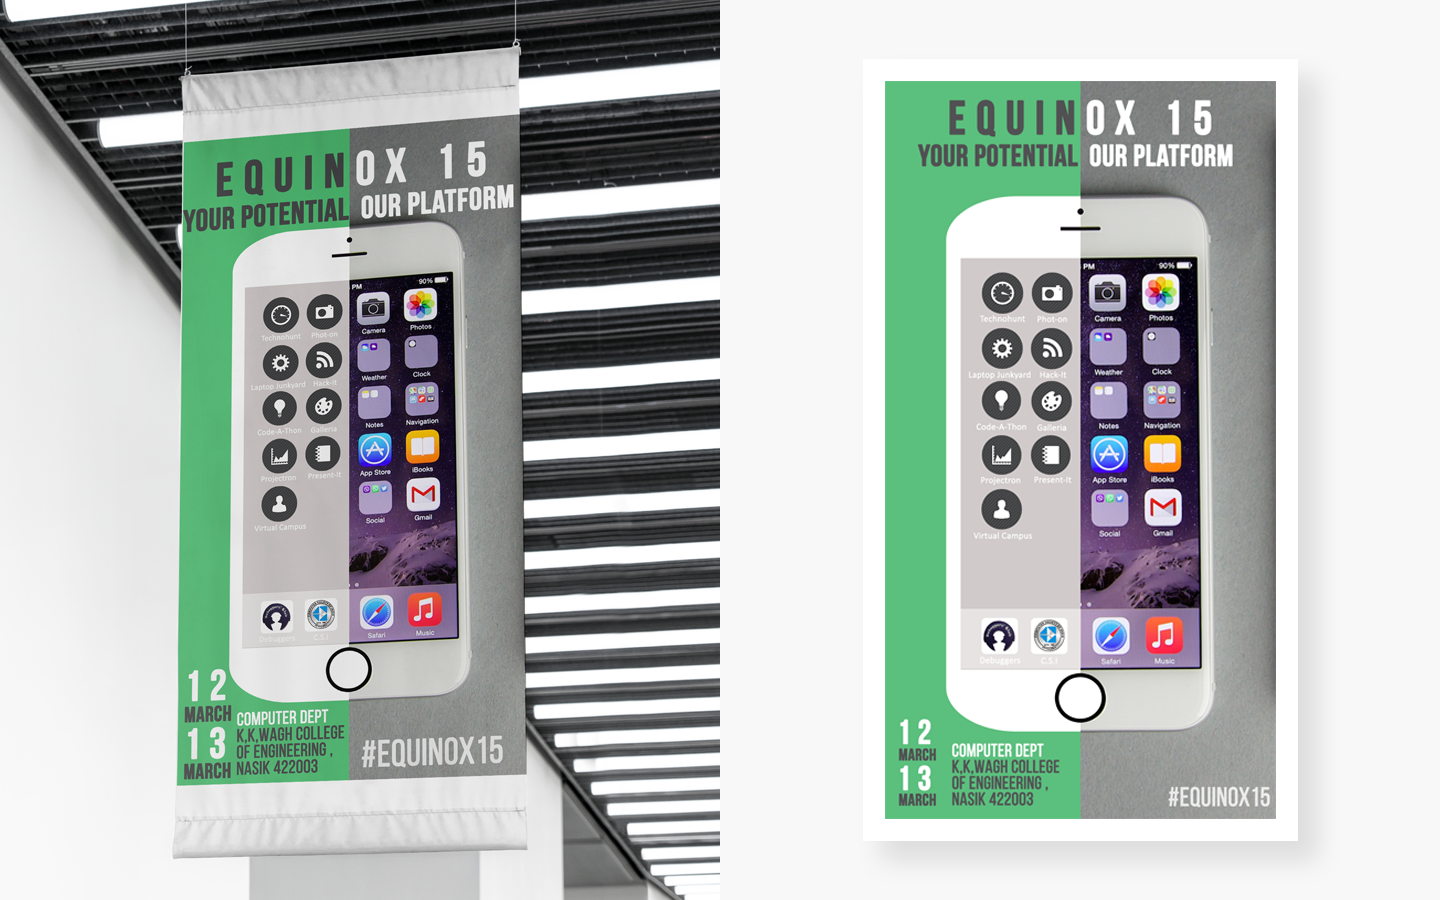 EQUINOX 15
YOUR POTENTIAL OUR PLATFORM
PM 90%
Technohunt Phot-on Camera Photos
Laptop Junkyard Hack-It Weather Clock
Code-A-Thon Galleria Notes Navigation
Projectron Present-It App Store iBooks
Virtual Campus Social Gmail
Debuggers C.S.I Safari Music
12
MARCH
13
MARCH
COMPUTER DEPT
K,K,WAGH COLLEGE
OF ENGINEERING ,
NASIK 422003
#EQUINOX15
EQUINOX 15
YOUR POTENTIAL OUR PLATFORM
PM 90%
Technohunt Phot-on Camera Photos
Laptop Junkyard Hack-It Weather Clock
Code-A-Thon Galleria Notes Navigation
Projectron Present-It App Store iBooks
Virtual Campus Social Gmail
Debuggers C.S.I Safari Music
12
MARCH
13
MARCH
COMPUTER DEPT
K,K,WAGH COLLEGE
OF ENGINEERING ,
NASIK 422003
#EQUINOX15